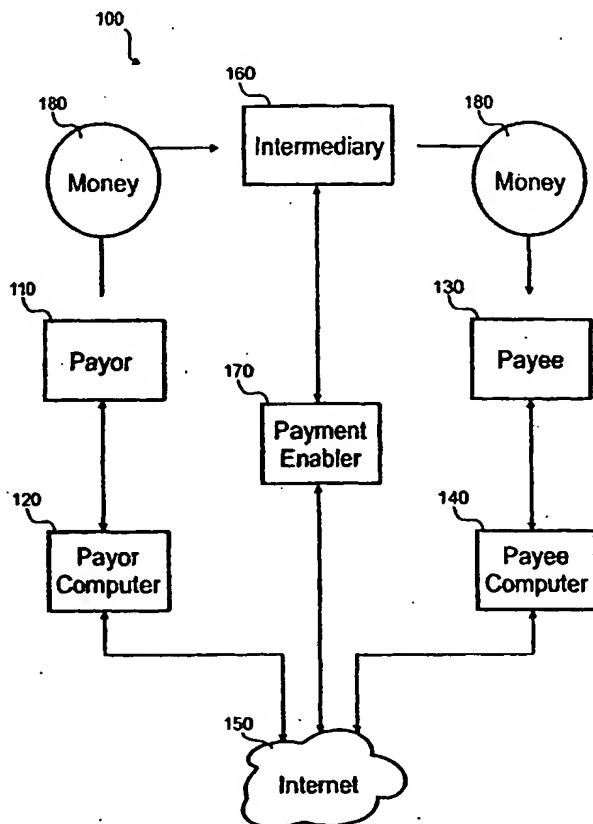 100
160
180
180
Intermediary
Money
Money
110
130
Payor
Payee
170
Payment
Enabler
120
140
Payor
Computer
Payee
Computer
150
Internet